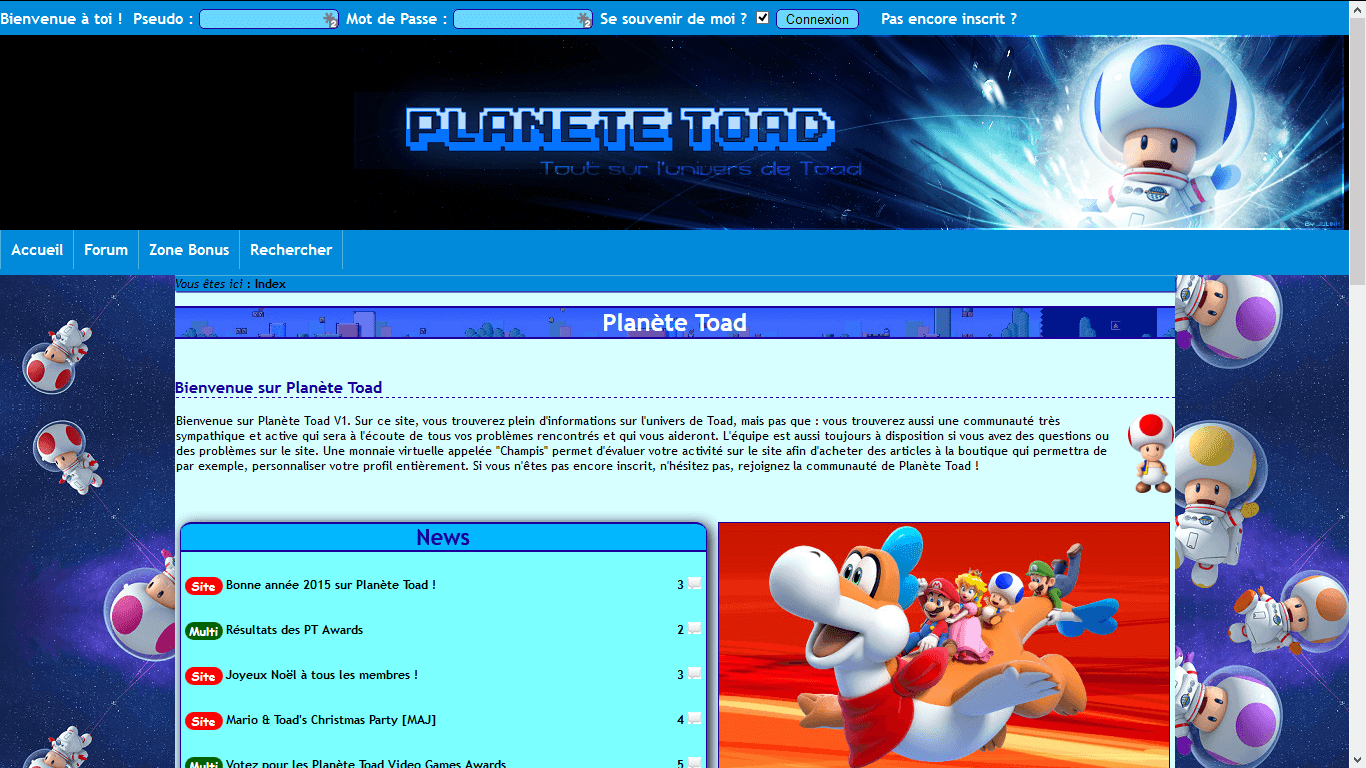 Bienvenue à toi ! Pseudo : Mot de Passe : Se souvenir de moi ? Connexion Pas encore inscrit ?
PLANETE TOAD
Tout sur l'univers de Toad
BY JULIEN
Accueil Forum Zone Bonus Rechercher
Vous êtes ici : Index
Planète Toad
Bienvenue sur Planète Toad
Bienvenue sur Planète Toad V1. Sur ce site, vous trouverez plein d'informations sur l'univers de Toad, mais pas que : vous trouverez aussi une communauté très
sympathique et active qui sera à l'écoute de tous vos problèmes rencontrés et qui vous aideront. L'équipe est aussi toujours à disposition si vous avez des questions ou
des problèmes sur le site. Une monnaie virtuelle appelée "Champis" permet d'évaluer votre activité sur le site afin d'acheter des articles à la boutique qui permettra de
par exemple, personnaliser votre profil entièrement. Si vous n'êtes pas encore inscrit, n'hésitez pas, rejoignez la communauté de Planète Toad !
News
Site Bonne année 2015 sur Planète Toad ! 3
Multi Résultats des PT Awards 2
Site Joyeux Noël à tous les membres ! 3
Site Mario & Toad's Christmas Party [MAJ] 4
Multi Votez pour les Planète Toad Video Games Awards 5